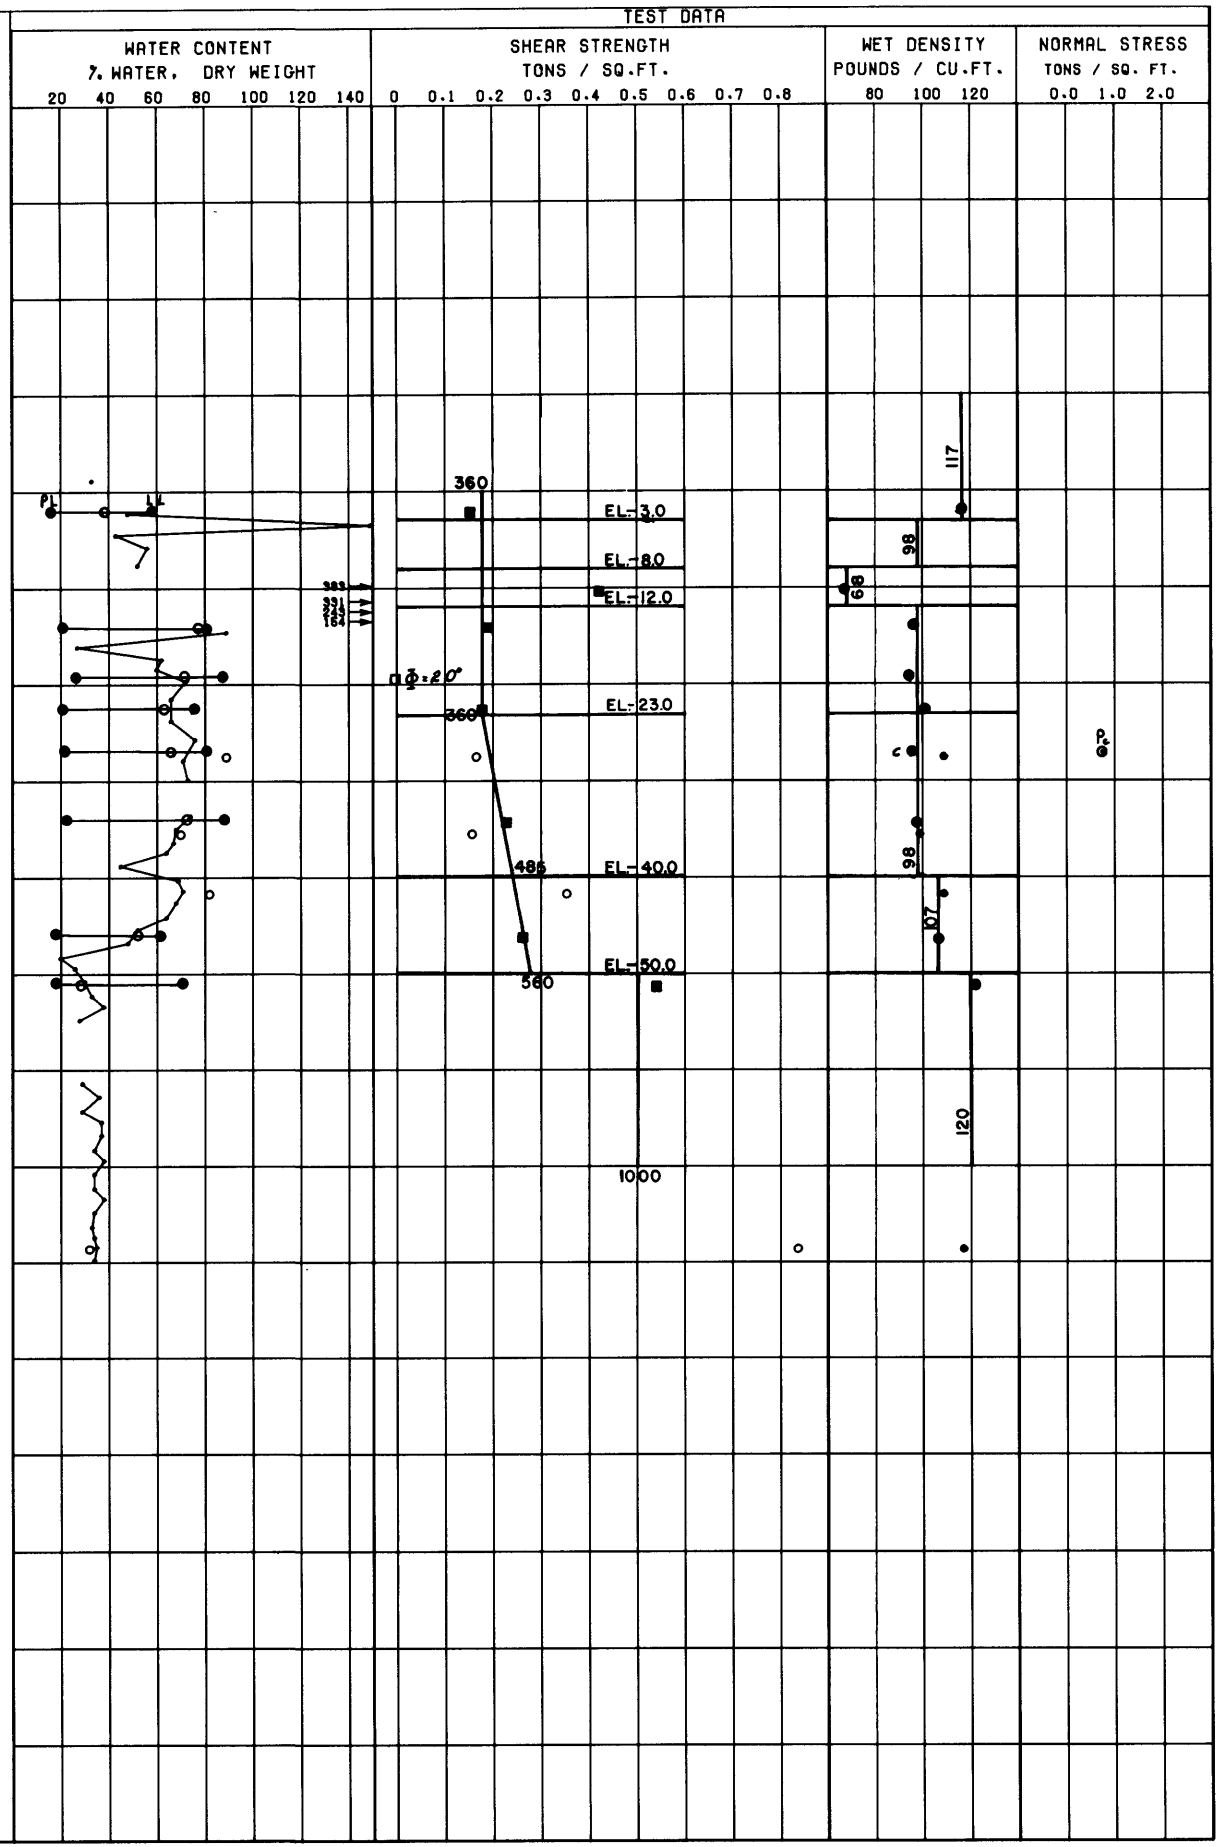 TEST DATA
WATER CONTENT
% WATER, DRY WEIGHT
SHEAR STRENGTH
TONS / SQ.FT.
WET DENSITY
POUNDS / CU.FT.
NORMAL STRESS
TONS / SQ. FT.
20 40 60 80 100 120 140
0 0.1 0.2 0.3 0.4 0.5 0.6 0.7 0.8
80 100 120
0.0 1.0 2.0
117
360
PL LL
EL.-3.0
98
EL.-8.0
383
68
331
EL.-12.0
243
164
Φ=20°
EL.-23.0
360
Pc
C
98
485
EL.-40.0
107
EL.-50.0
560
120
1000